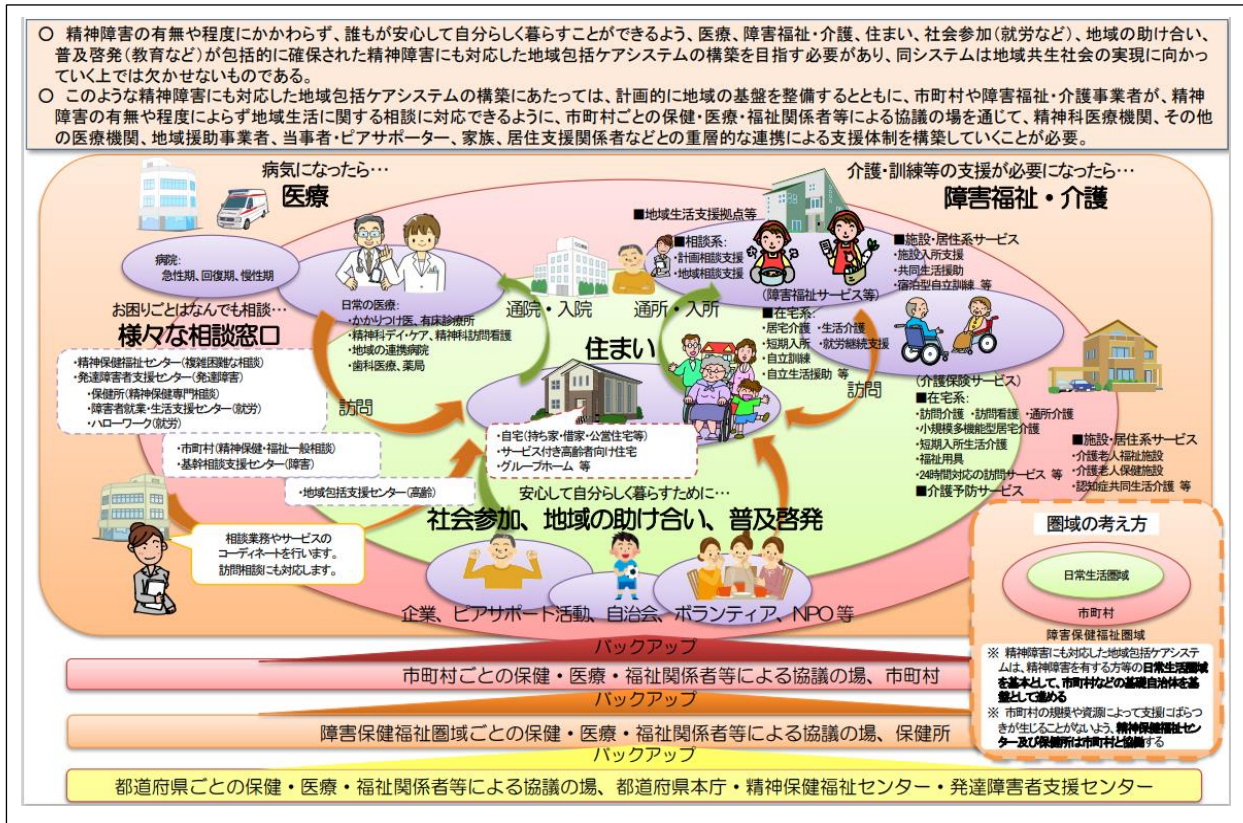 ○ 精神障害の有無や程度にかかわらず、誰もが安心して自分らしく暮らすことができるよう、医療、障害福祉・介護、住まい、社会参加（就労など）、地域の助け合い、
普及啓発（教育など）が包括的に確保された精神障害にも対応した地域包括ケアシステムの構築を目指す必要があり、同システムは地域共生社会の実現に向かっ
ていく上では欠かせないものである。
○ このような精神障害にも対応した地域包括ケアシステムの構築にあたっては、計画的に地域の基盤を整備するとともに、市町村や障害福祉・介護事業者が、精神
障害の有無や程度によらず地域生活に関する相談に対応できるように、市町村ごとの保健・医療・福祉関係者等による協議の場を通じて、精神科医療機関、その他
の医療機関、地域援助事業者、当事者・ピアサポーター、家族、居住支援関係者などとの重層的な連携による支援体制を構築していくことが必要。
病気になったら…
医療
病院：
急性期、回復期、慢性期
日常の医療：
・かかりつけ医、有床診療所
・精神科デイ・ケア、精神科訪問看護
・地域の連携病院
・歯科医療、薬局
通院・入院
通所・入所
訪問
介護・訓練等の支援が必要になったら…
障害福祉・介護
■地域生活支援拠点等
■相談系：
・計画相談支援
・地域相談支援
(障害福祉サービス等)
■施設・居住系サービス
・施設入所支援
・共同生活援助
・宿泊型自立訓練 等
■在宅系：
・居宅介護 ・生活介護
・短期入所 ・就労継続支援
・自立訓練
・自立生活援助 等
訪問
(介護保険サービス)
■在宅系：
・訪問介護 ・訪問看護 ・通所介護
・小規模多機能型居宅介護
・短期入所生活介護
・福祉用具
・24時間対応の訪問サービス 等
■介護予防サービス
■施設・居住系サービス
・介護老人福祉施設
・介護老人保健施設
・認知症共同生活介護 等
お困りごとはなんでも相談…
様々な相談窓口
・精神保健福祉センター（複雑困難な相談）
・発達障害者支援センター（発達障害）
・保健所（精神保健専門相談）
・障害者就業・生活支援センター（就労）
・ハローワーク（就労）
・市町村（精神保健・福祉一般相談）
・基幹相談支援センター（障害）
・地域包括支援センター（高齢）
相談業務やサービスの
コーディネートを行います。
訪問相談にも対応します。
住まい
・自宅（持ち家・借家・公営住宅等）
・サービス付き高齢者向け住宅
・グループホーム 等
安心して自分らしく暮らすために…
社会参加、地域の助け合い、普及啓発
企業、ピアサポート活動、自治会、ボランティア、NPO等
圏域の考え方
日常生活圏域
市町村
障害保健福祉圏域
※ 精神障害にも対応した地域包括ケアシステ
ムは、精神障害を有する方等の日常生活圏域
を基本として、市町村などの基礎自治体を基
盤として進める
※ 市町村の規模や資源によって支援にばらつ
きが生じることがないよう、精神保健福祉セン
ター及び保健所は市町村と協働する
バックアップ
市町村ごとの保健・医療・福祉関係者等による協議の場、市町村
バックアップ
障害保健福祉圏域ごとの保健・医療・福祉関係者等による協議の場、保健所
バックアップ
都道府県ごとの保健・医療・福祉関係者等による協議の場、都道府県本庁・精神保健福祉センター・発達障害者支援センター